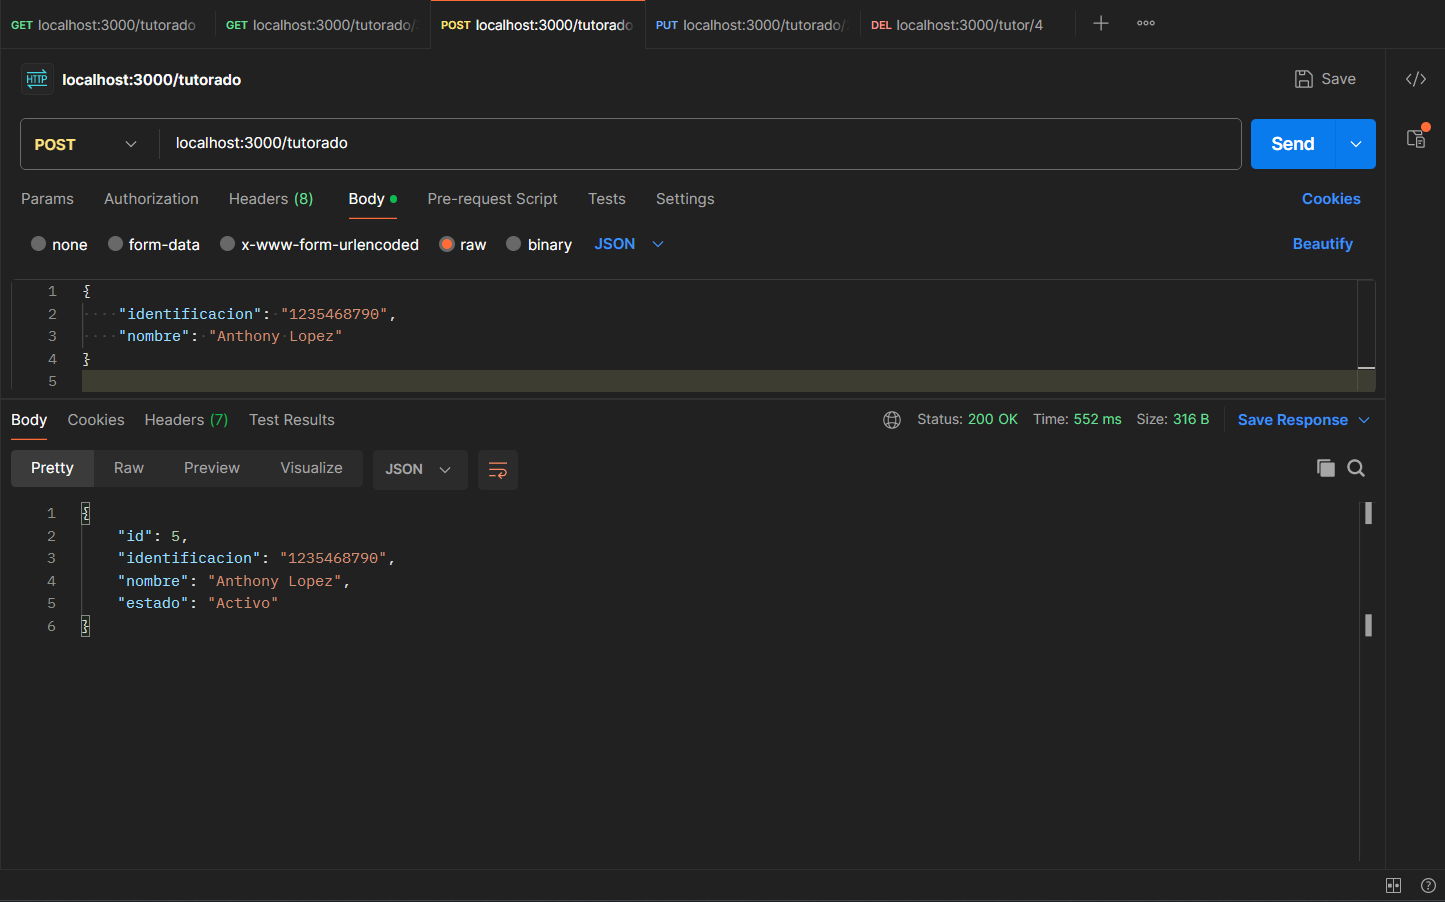 GET localhost:3000/tutorado
GET localhost:3000/tutorado/
POST localhost:3000/tutorado
PUT localhost:3000/tutorado/
DEL localhost:3000/tutor/4
HTTP localhost:3000/tutorado
Save
POST
localhost:3000/tutorado
Send
Params Authorization Headers (8) Body Pre-request Script Tests Settings Cookies
none form-data x-www-form-urlencoded raw binary JSON Beautify
1 {
2 "identificacion": "1235468790",
3 "nombre": "Anthony Lopez"
4 }
5
Body Cookies Headers (7) Test Results Status: 200 OK Time: 552 ms Size: 316 B Save Response
Pretty Raw Preview Visualize JSON
1 {
2 "id": 5,
3 "identificacion": "1235468790",
4 "nombre": "Anthony Lopez",
5 "estado": "Activo"
6 }